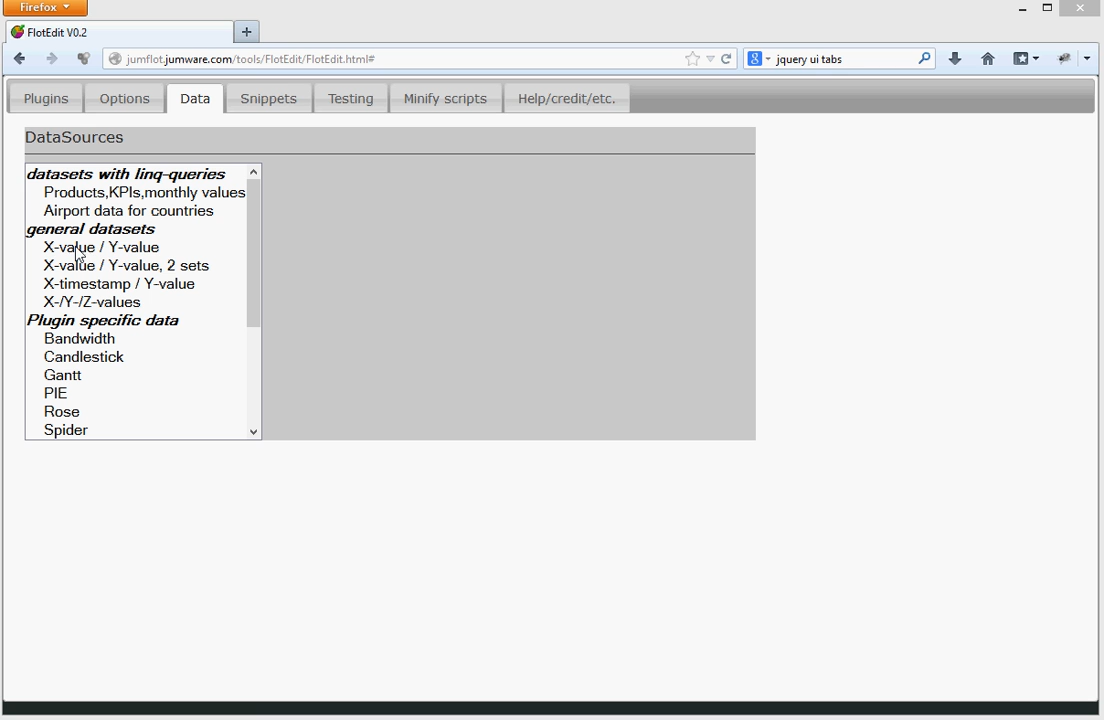 Firefox
FlotEdit V0.2
jumflot.jumware.com/tools/FlotEdit/FlotEdit.html#
jquery ui tabs
Plugins
Options
Data
Snippets
Testing
Minify scripts
Help/credit/etc.
DataSources
datasets with linq-queries
Products,KPIs,monthly values
Airport data for countries
general datasets
X-value / Y-value
X-value / Y-value, 2 sets
X-timestamp / Y-value
X-/Y-/Z-values
Plugin specific data
Bandwidth
Candlestick
Gantt
PIE
Rose
Spider